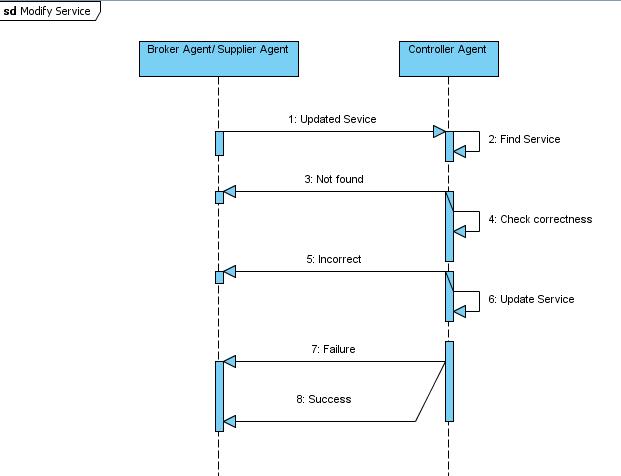 sd Modify Service
Broker Agent/ Supplier Agent
Controller Agent
1: Updated Sevice
2: Find Service
3: Not found
4: Check correctness
5: Incorrect
6: Update Service
7: Failure
8: Success